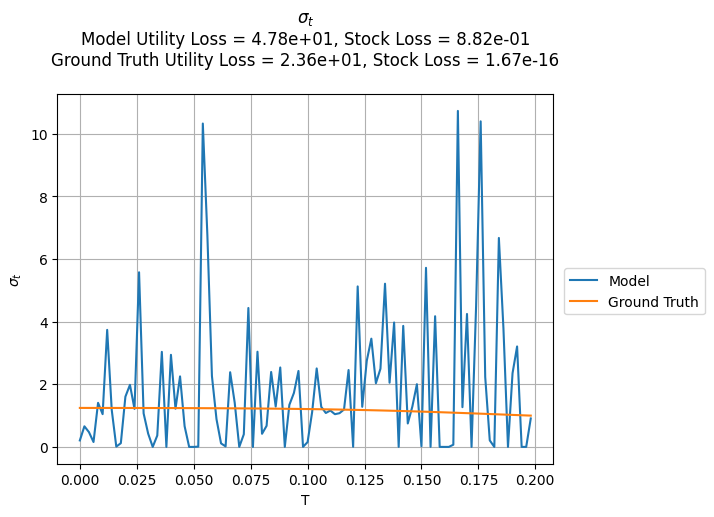 σt
Model Utility Loss = 4.78e+01, Stock Loss = 8.82e-01
Ground Truth Utility Loss = 2.36e+01, Stock Loss = 1.67e-16
10
8
6
4
2
0
σt
0.000 0.025 0.050 0.075 0.100 0.125 0.150 0.175 0.200
T
Model
Ground Truth